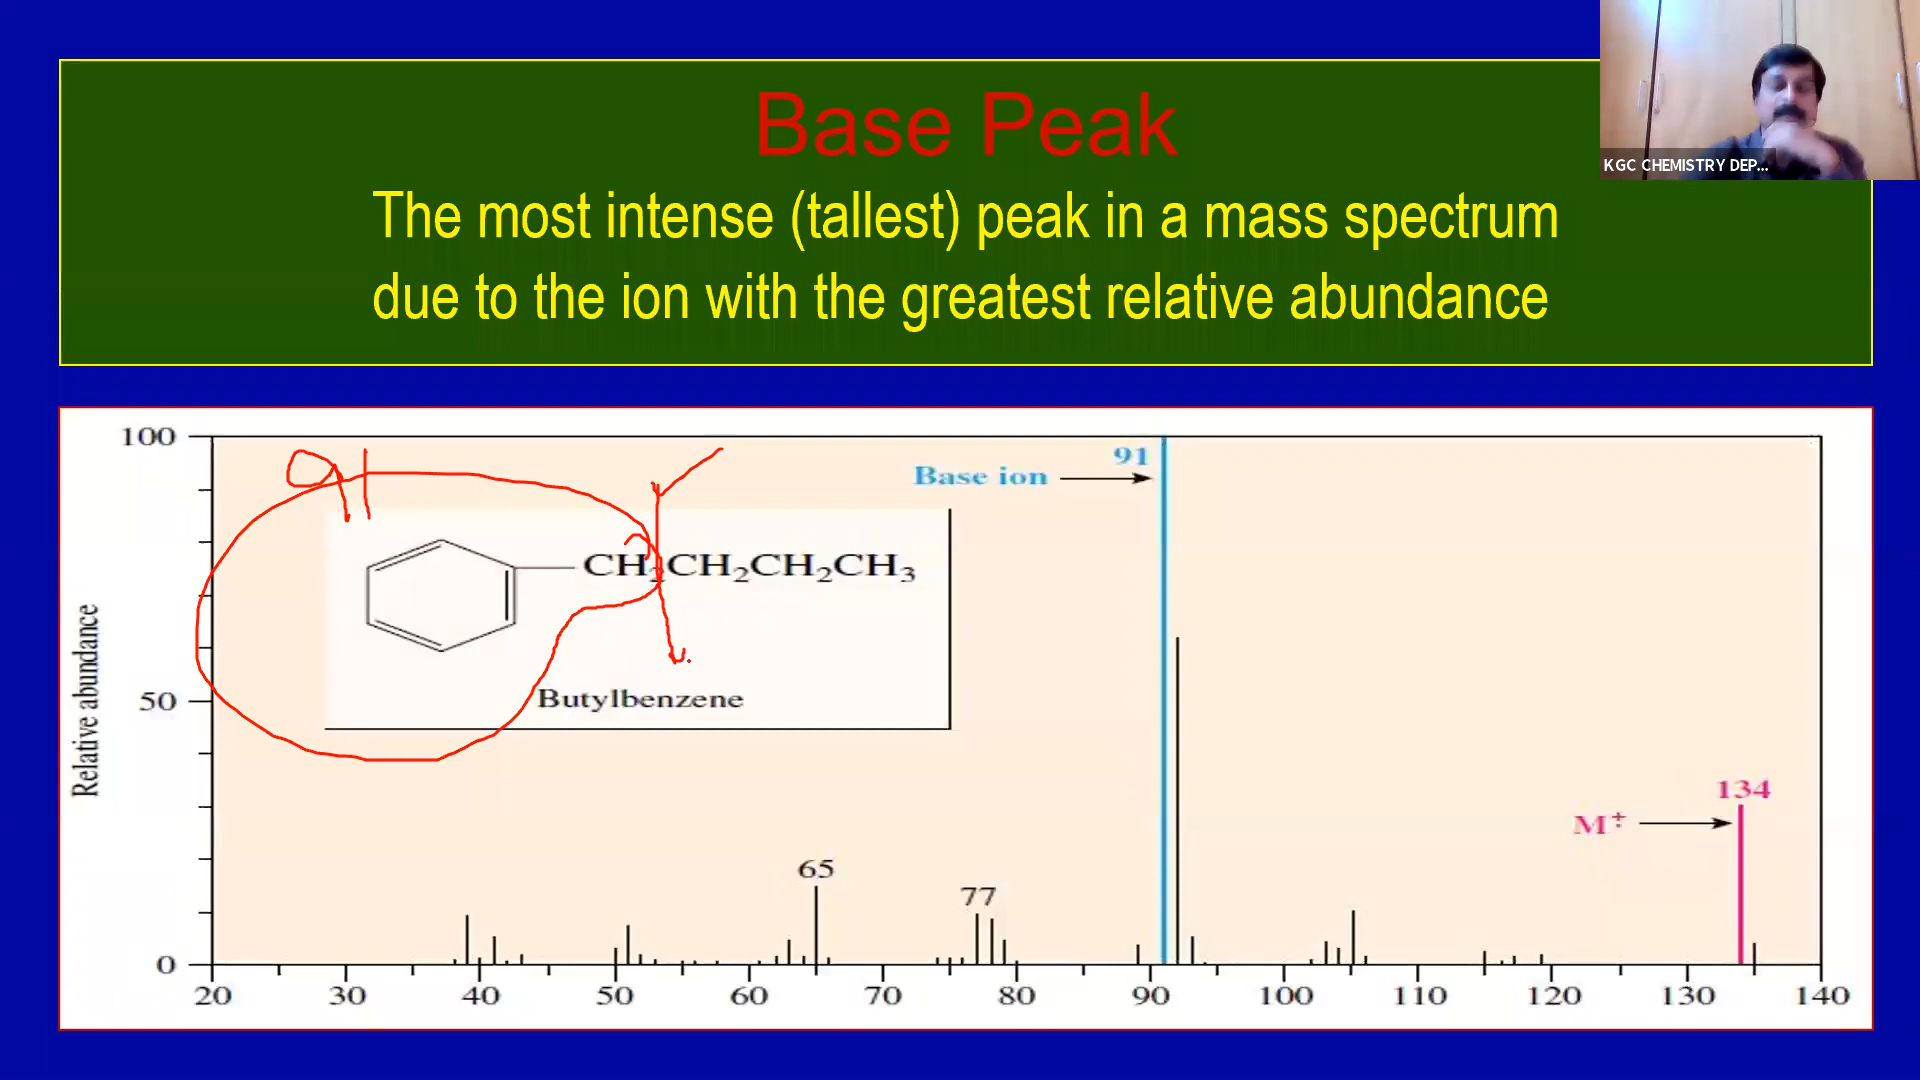 Base Peak
The most intense (tallest) peak in a mass spectrum
due to the ion with the greatest relative abundance
KGC CHEMISTRY DEP...
100
91
91
Base ion
CH₂CH₂CH₂CH₃
Butylbenzene
Relative abundance
50
134
M⁺̇
65
77
0
20 30 40 50 60 70 80 90 100 110 120 130 140